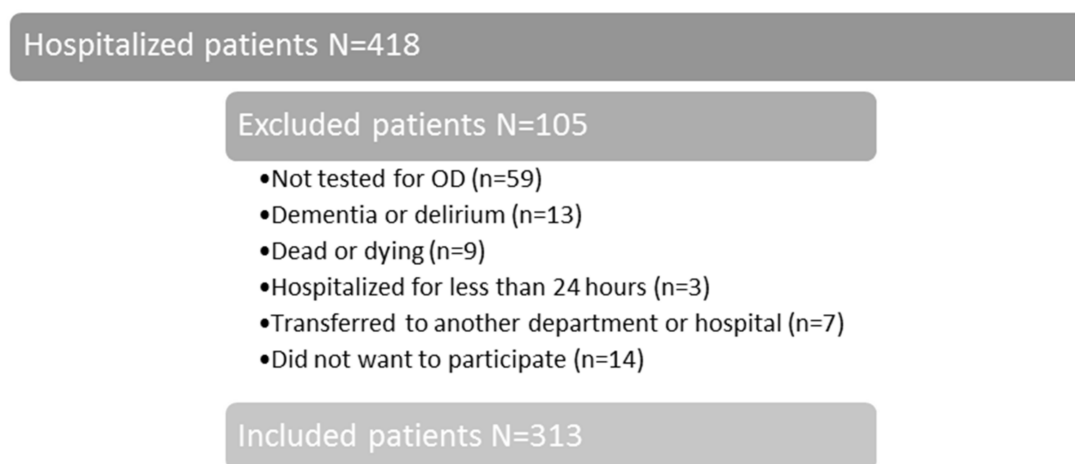 Hospitalized patients N=418
Excluded patients N=105
•Not tested for OD (n=59)
•Dementia or delirium (n=13)
•Dead or dying (n=9)
•Hospitalized for less than 24 hours (n=3)
•Transferred to another department or hospital (n=7)
•Did not want to participate (n=14)
Included patients N=313